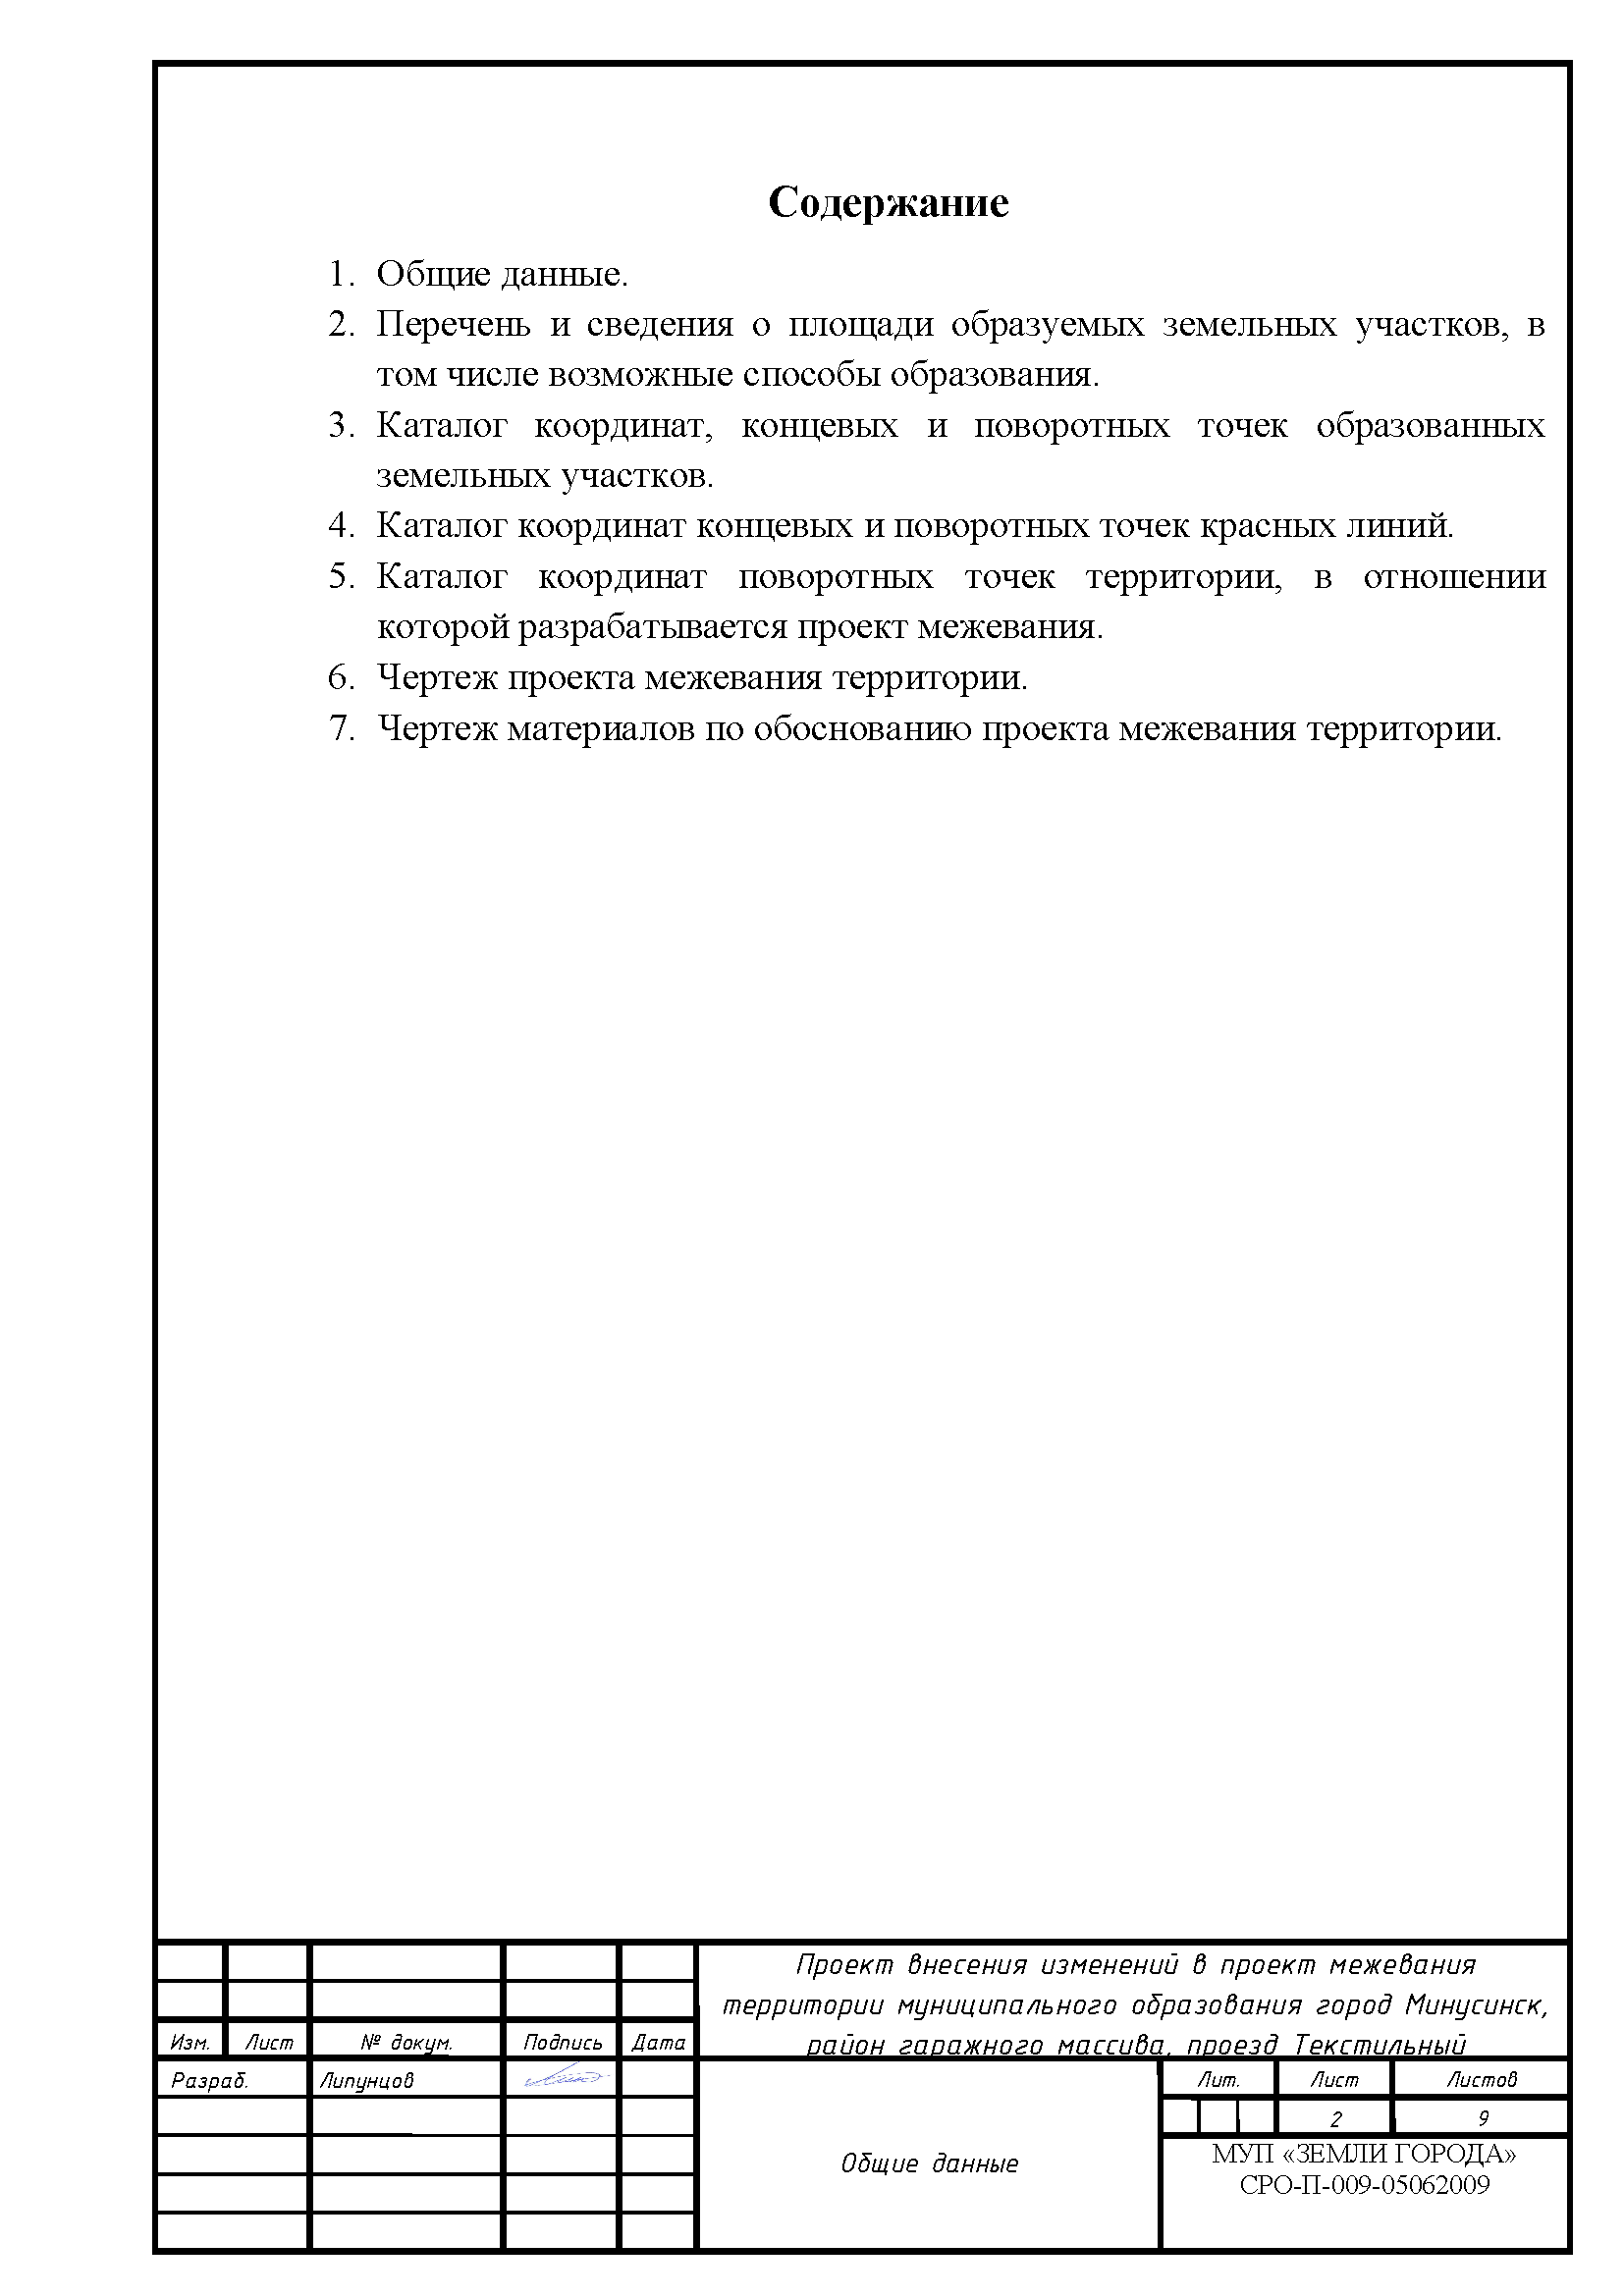 Содержание
1. Общие данные.
2. Перечень и сведения о площади образуемых земельных участков, в
том числе возможные способы образования.
3. Каталог координат, концевых и поворотных точек образованных
земельных участков.
4. Каталог координат концевых и поворотных точек красных линий.
5. Каталог координат поворотных точек территории, в отношении
которой разрабатывается проект межевания.
6. Чертеж проекта межевания территории.
7. Чертеж материалов по обоснованию проекта межевания территории.
Проект внесения изменений в проект межевания
территории муниципального образования город Минусинск,
район гаражного массива, проезд Текстильный
Изм. Лист № докум. Подпись Дата
Разраб. Липунцов
Общие данные
Лит. Лист Листов
2 9
МУП «ЗЕМЛИ ГОРОДА»
СРО-П-009-05062009